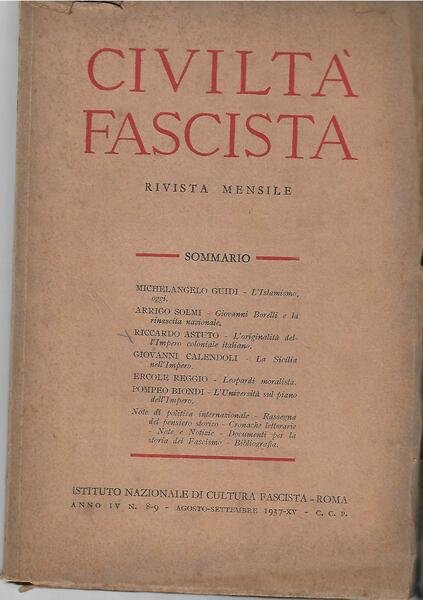 CIVILTÀ
FASCISTA
RIVISTA MENSILE
SOMMARIO
MICHELANGELO GUIDI - L'Islamismo,
oggi.
ARRIGO SOLMI - Giovanni Borelli e la
rinascita nazionale.
RICCARDO ASTUTO - L'originalità del-
l'Impero coloniale italiano.
GIOVANNI CALENDOLI - La Sicilia
nell'Impero.
ERCOLE REGGIO - Leopardi moralista.
POMPEO BIONDI - L'Università sul piano
dell'Impero.
Note di politica internazionale - Rassegna
del pensiero storico - Cronache letterarie
- Note e Notizie - Documenti per la
storia del Fascismo - Bibliografia.
ISTITUTO NAZIONALE DI CULTURA FASCISTA - ROMA
ANNO IV N. 8-9 - AGOSTO-SETTEMBRE 1937-XV - C. C. P.